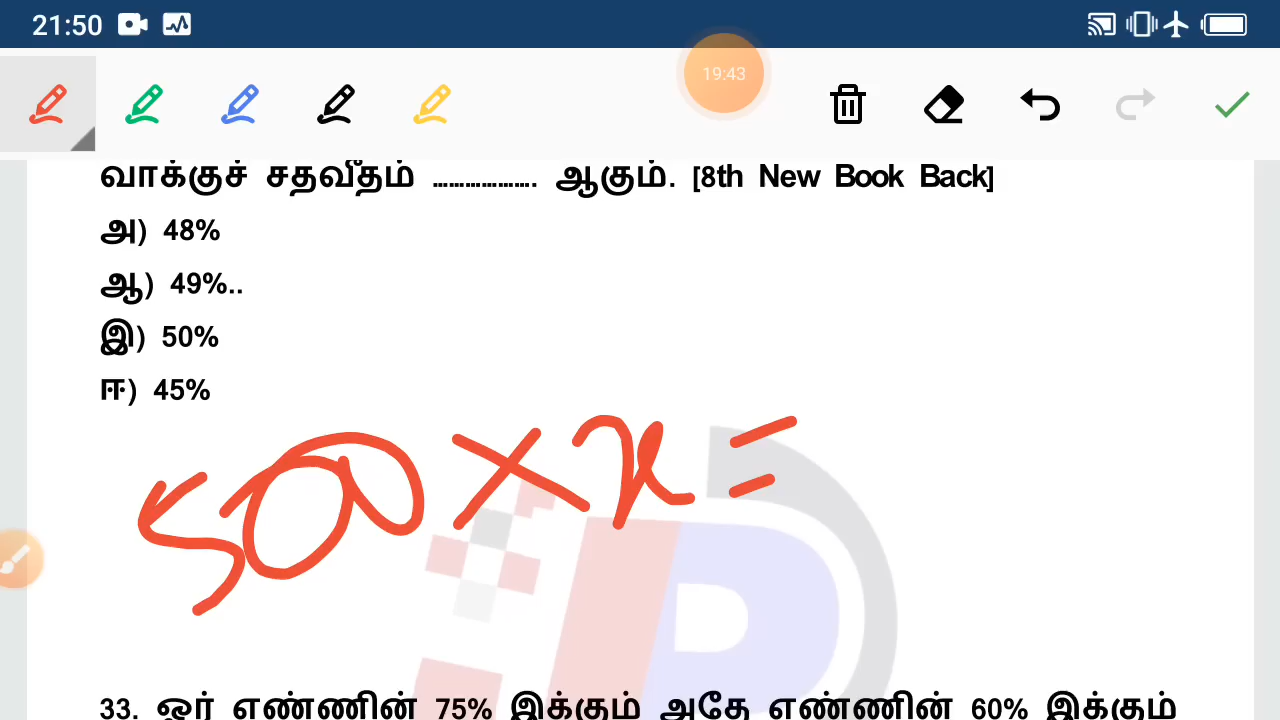 21:50
19:43
வாக்குச் சதவீதம் ................... ஆகும். [8th New Book Back]
அ) 48%
ஆ) 49%..
இ) 50%
ஈ) 45%
500 × x =
33. ஓர் எண்ணின் 75% இக்கும் அதே எண்ணின் 60% இக்கும்